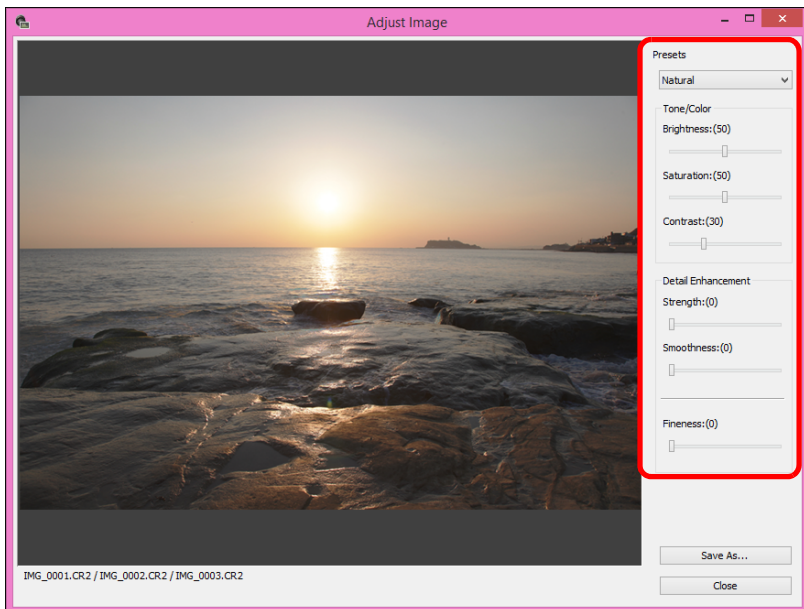 Adjust Image
Presets
Natural
Tone/Color
Brightness:(50)
Saturation:(50)
Contrast:(30)
Detail Enhancement
Strength:(0)
Smoothness:(0)
Fineness:(0)
Save As...
Close
IMG_0001.CR2 / IMG_0002.CR2 / IMG_0003.CR2